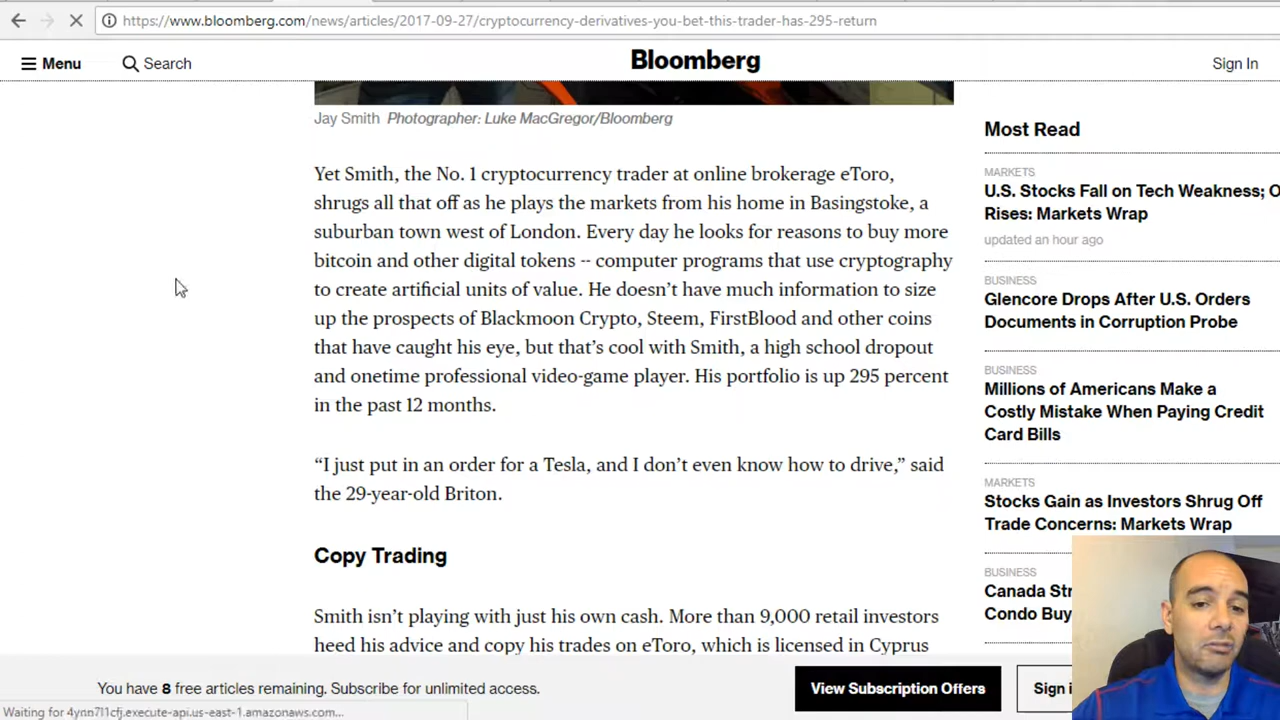 https://www.bloomberg.com/news/articles/2017-09-27/cryptocurrency-derivatives-you-bet-this-trader-has-295-return
Menu
Search
Bloomberg
Sign In
Jay Smith Photographer: Luke MacGregor/Bloomberg
Yet Smith, the No. 1 cryptocurrency trader at online brokerage eToro,
shrugs all that off as he plays the markets from his home in Basingstoke, a
suburban town west of London. Every day he looks for reasons to buy more
bitcoin and other digital tokens -- computer programs that use cryptography
to create artificial units of value. He doesn’t have much information to size
up the prospects of Blackmoon Crypto, Steem, FirstBlood and other coins
that have caught his eye, but that’s cool with Smith, a high school dropout
and onetime professional video-game player. His portfolio is up 295 percent
in the past 12 months.
“I just put in an order for a Tesla, and I don’t even know how to drive,” said
the 29-year-old Briton.
Copy Trading
Smith isn’t playing with just his own cash. More than 9,000 retail investors
heed his advice and copy his trades on eToro, which is licensed in Cyprus
Most Read
MARKETS
U.S. Stocks Fall on Tech Weakness; O
Rises: Markets Wrap
updated an hour ago
BUSINESS
Glencore Drops After U.S. Orders
Documents in Corruption Probe
BUSINESS
Millions of Americans Make a
Costly Mistake When Paying Credit
Card Bills
MARKETS
Stocks Gain as Investors Shrug Off
Trade Concerns: Markets Wrap
BUSINESS
Canada Str
Condo Buy
You have 8 free articles remaining. Subscribe for unlimited access.
View Subscription Offers
Sign i
Waiting for 4ynn7l1cfj.execute-api.us-east-1.amazonaws.com...